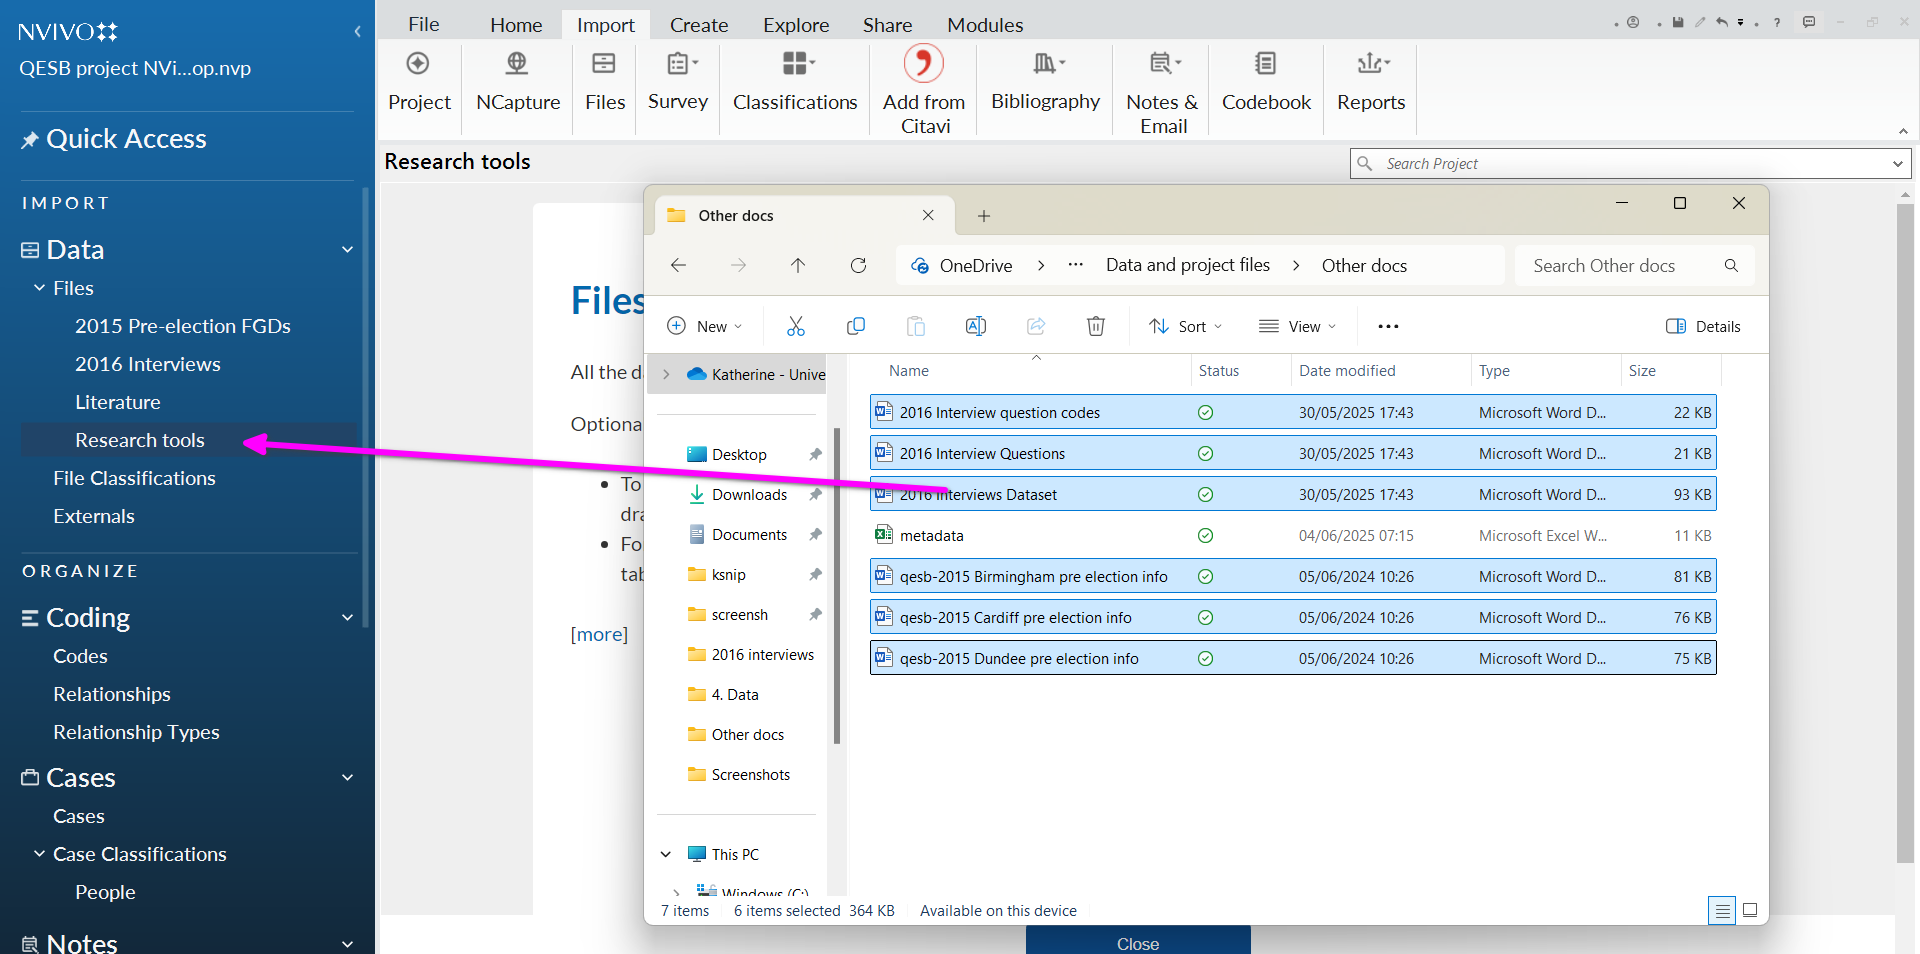 NVIVO
QESB project NVi...op.nvp
Quick Access
IMPORT
Data
Files
2015 Pre-election FGDs
2016 Interviews
Literature
Research tools
File Classifications
Externals
ORGANIZE
Coding
Codes
Relationships
Relationship Types
Cases
Cases
Case Classifications
People
Notes
File Home Import Create Explore Share Modules
Project NCapture Files Survey Classifications Add from Citavi Bibliography Notes & Email Codebook Reports
Research tools
Search Project
Files
All the d
Optiona
To
dra
Fo
tab
[more]
Close
Other docs
OneDrive Data and project files Other docs
Search Other docs
New Sort View Details
Katherine - Unive
Desktop
Downloads
Documents
ksnip
screensh
2016 interviews
4. Data
Other docs
Screenshots
This PC
Windows (C:)
Name Status Date modified Type Size
2016 Interview question codes 30/05/2025 17:43 Microsoft Word D... 22 KB
2016 Interview Questions 30/05/2025 17:43 Microsoft Word D... 21 KB
2016 Interviews Dataset 30/05/2025 17:43 Microsoft Word D... 93 KB
metadata 04/06/2025 07:15 Microsoft Excel W... 11 KB
qesb-2015 Birmingham pre election info 05/06/2024 10:26 Microsoft Word D... 81 KB
qesb-2015 Cardiff pre election info 05/06/2024 10:26 Microsoft Word D... 76 KB
qesb-2015 Dundee pre election info 05/06/2024 10:26 Microsoft Word D... 75 KB
7 items 6 items selected 364 KB Available on this device